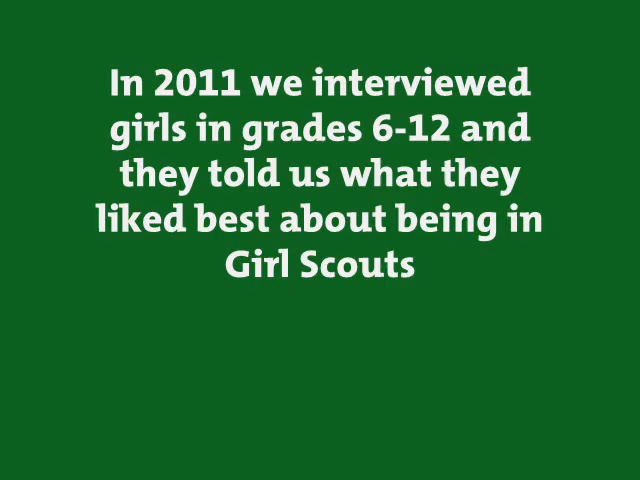 In 2011 we interviewed
girls in grades 6-12 and
they told us what they
liked best about being in
Girl Scouts